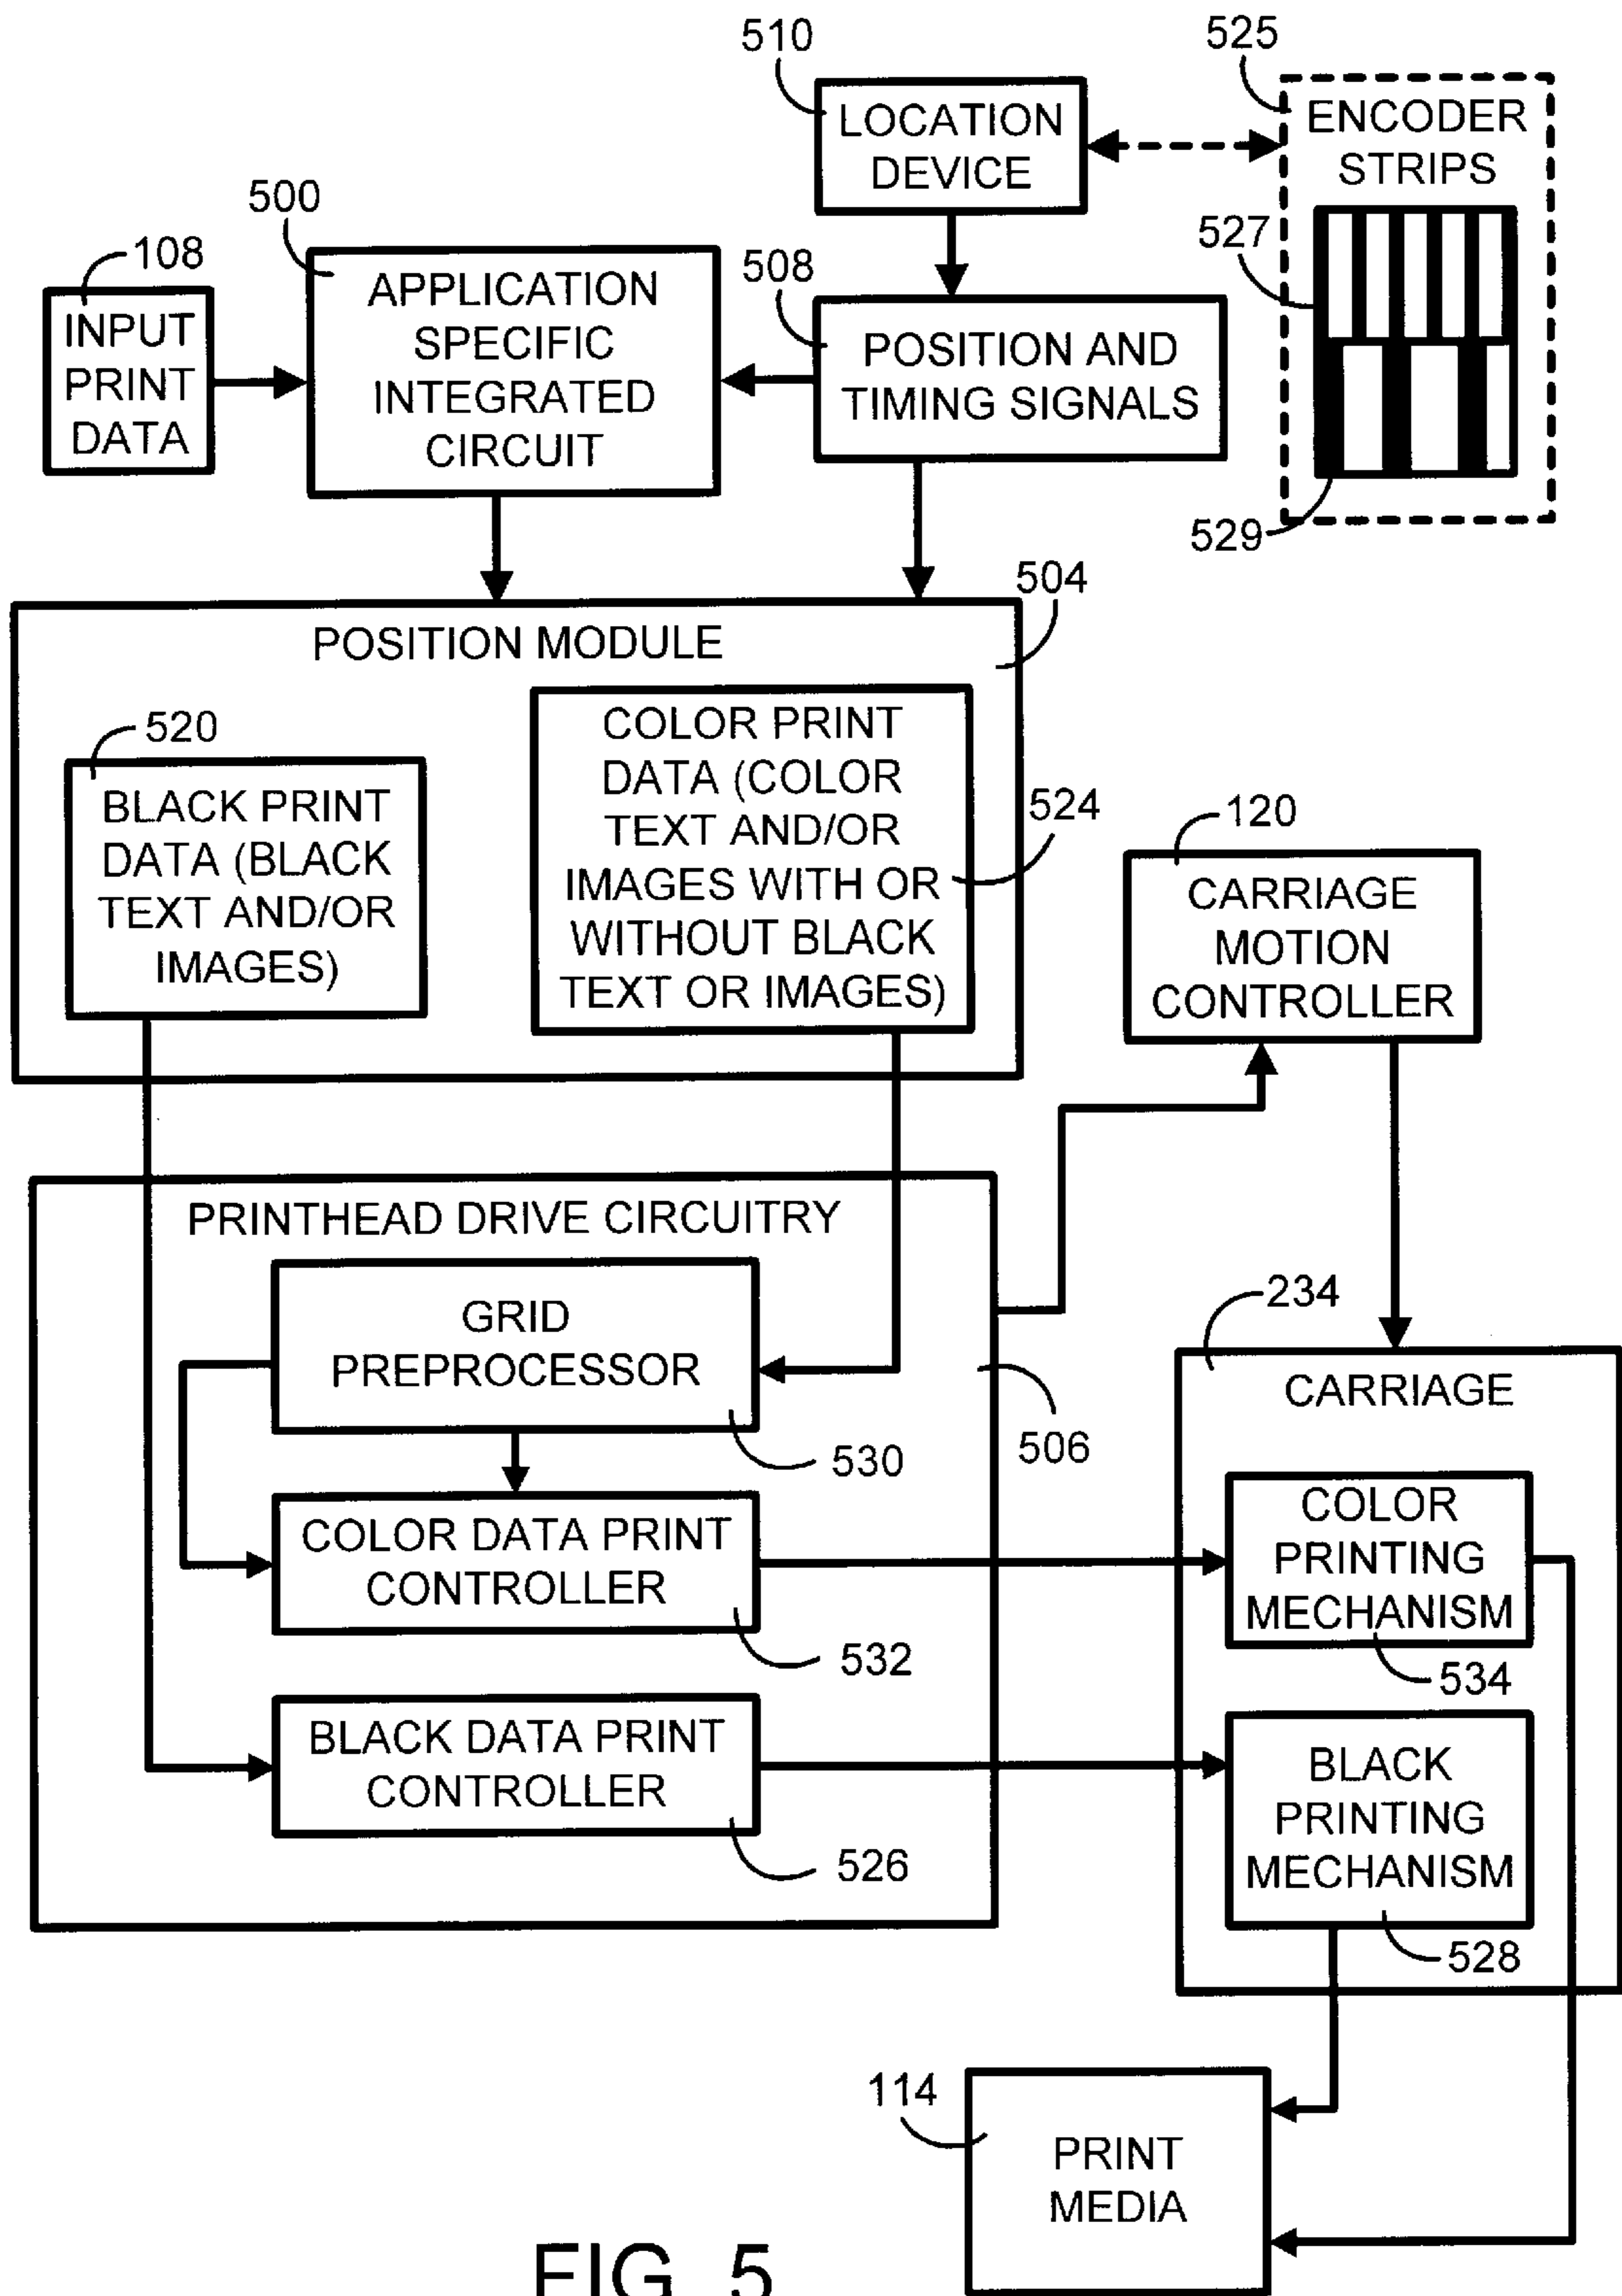 510
525
LOCATION
DEVICE
ENCODER
STRIPS
500
527
108
508
INPUT
PRINT
DATA
APPLICATION
SPECIFIC
INTEGRATED
CIRCUIT
POSITION AND
TIMING SIGNALS
529
504
POSITION MODULE
520
BLACK PRINT
DATA (BLACK
TEXT AND/OR
IMAGES)
COLOR PRINT
DATA (COLOR
TEXT AND/OR
IMAGES WITH OR
WITHOUT BLACK
TEXT OR IMAGES)
524
120
CARRIAGE
MOTION
CONTROLLER
PRINTHEAD DRIVE CIRCUITRY
GRID
PREPROCESSOR
530
506
COLOR DATA PRINT
CONTROLLER
532
BLACK DATA PRINT
CONTROLLER
526
234
CARRIAGE
COLOR
PRINTING
MECHANISM
534
BLACK
PRINTING
MECHANISM
528
114
PRINT
MEDIA
FIG. 5